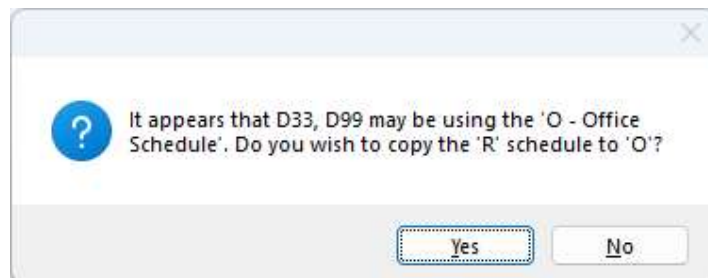 It appears that D33, D99 may be using the 'O - Office
Schedule'. Do you wish to copy the 'R' schedule to 'O'?
Yes
No